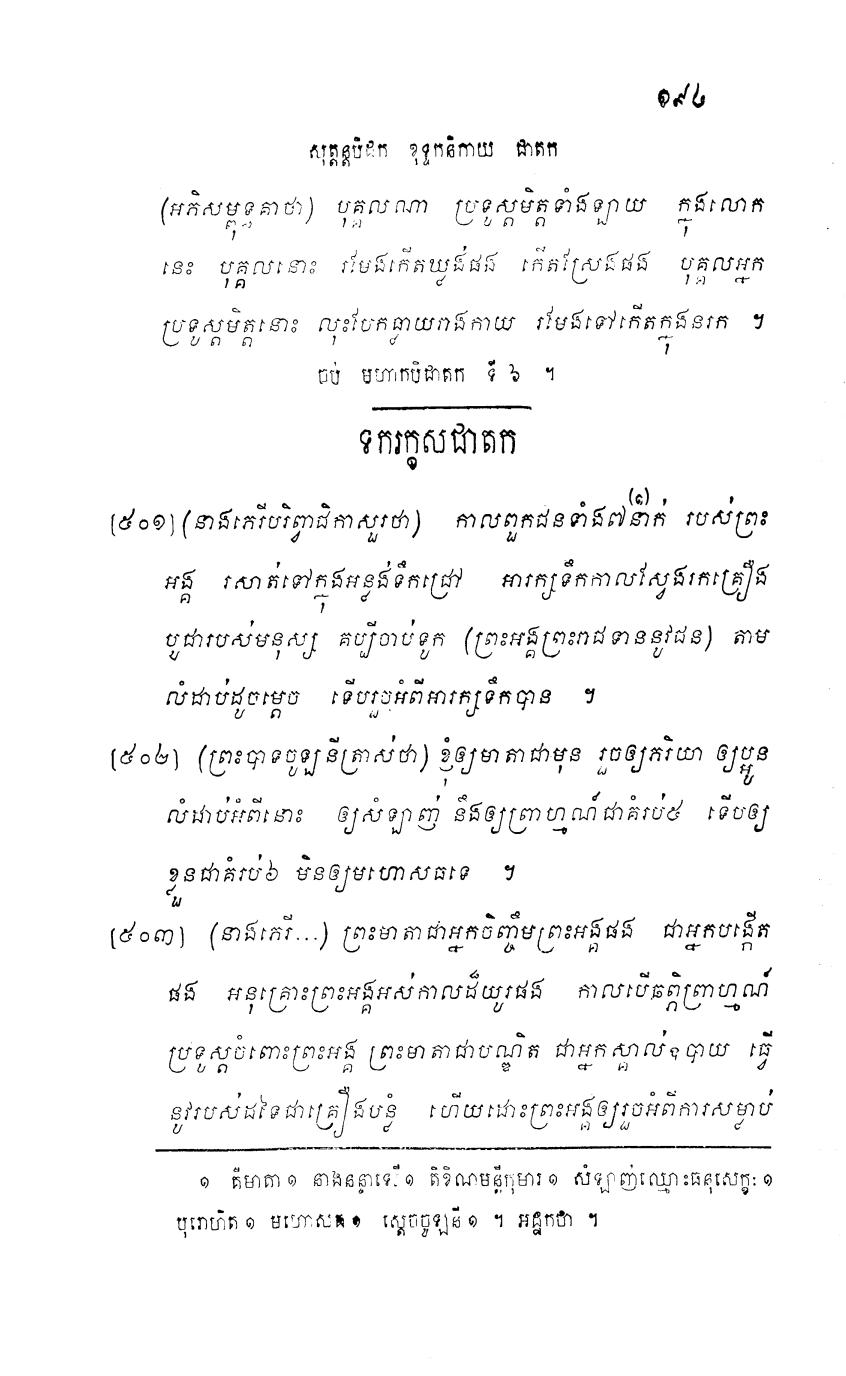 ១៩៤
សុត្តន្តបិដក ខុទ្ទកនិកាយ ជាតក
(អភិសម្ពុទ្ធគាថា) បុគ្គលណា ប្រទូស្តមិត្តទាំងឡាយ ក្នុងលោក
នេះ បុគ្គលនោះ រមែងកើតឃ្លង់ផង កើតស្រែងផង បុគ្គលអ្នក
ប្រទូស្តមិត្តនោះ លុះបែកធ្លាយរាងកាយ រមែងទៅកើតក្នុងនរក ។
ចប់ មហាកបិជាតក ទី ៦ ។
ទករក្ខសជាតក
[៥០១] (នាងភេរីបរិព្វាជិកាសួរថា) កាលពួកជនទាំង៧នាក់ (១) របស់ព្រះ
អង្គ រសាត់ទៅក្នុងអន្លង់ទឹកជ្រៅ អារក្សទឹកកាលស្វែងរកគ្រឿង
បូជារបស់មនុស្ស គប្បីចាប់ទូក (ព្រះអង្គព្រះរាជទាននូវជន) តាម
លំដាប់ដូចម្តេច ទើបរួចអំពីអារក្សទឹកបាន ។
[៥០២] (ព្រះបាទចូឡនីត្រាស់ថា) ខ្ញុំឲ្យមាតាជាមុន រួចឲ្យភរិយា ឲ្យប្អូន
លំដាប់អំពីនោះ ឲ្យសំឡាញ់ នឹងឲ្យព្រាហ្មណ៍ជាគំរប់៥ ទើបឲ្យ
ខ្លួនជាគំរប់៦ មិនឲ្យមហោសធទេ ។
[៥០៣] (នាងភេរី...) ព្រះមាតាជាអ្នកចិញ្ចឹមព្រះអង្គផង ជាអ្នកបង្កើត
ផង អនុគ្រោះព្រះអង្គអស់កាលដ៏យូរផង កាលបើឆព្ភិព្រាហ្មណ៍
ប្រទូស្តចំពោះព្រះអង្គ ព្រះមាតាជាបណ្ឌិត ជាអ្នកស្គាល់ឧបាយ ធ្វើ
នូវរបស់ដទៃជាគ្រឿងបន្លំ ហើយដោះព្រះអង្គឲ្យរួចអំពីការសម្លាប់
១ គឺមាតា ១ នាងនន្ទាទេវី ១ តិខិណមន្តីកុមារ ១ សំឡាញ់ឈ្មោះធនុសេក្ខៈ ១
បុរោហិត ១ មហោសធ ១ ស្តេចចូឡនី ១ ។ អដ្ឋកថា ។